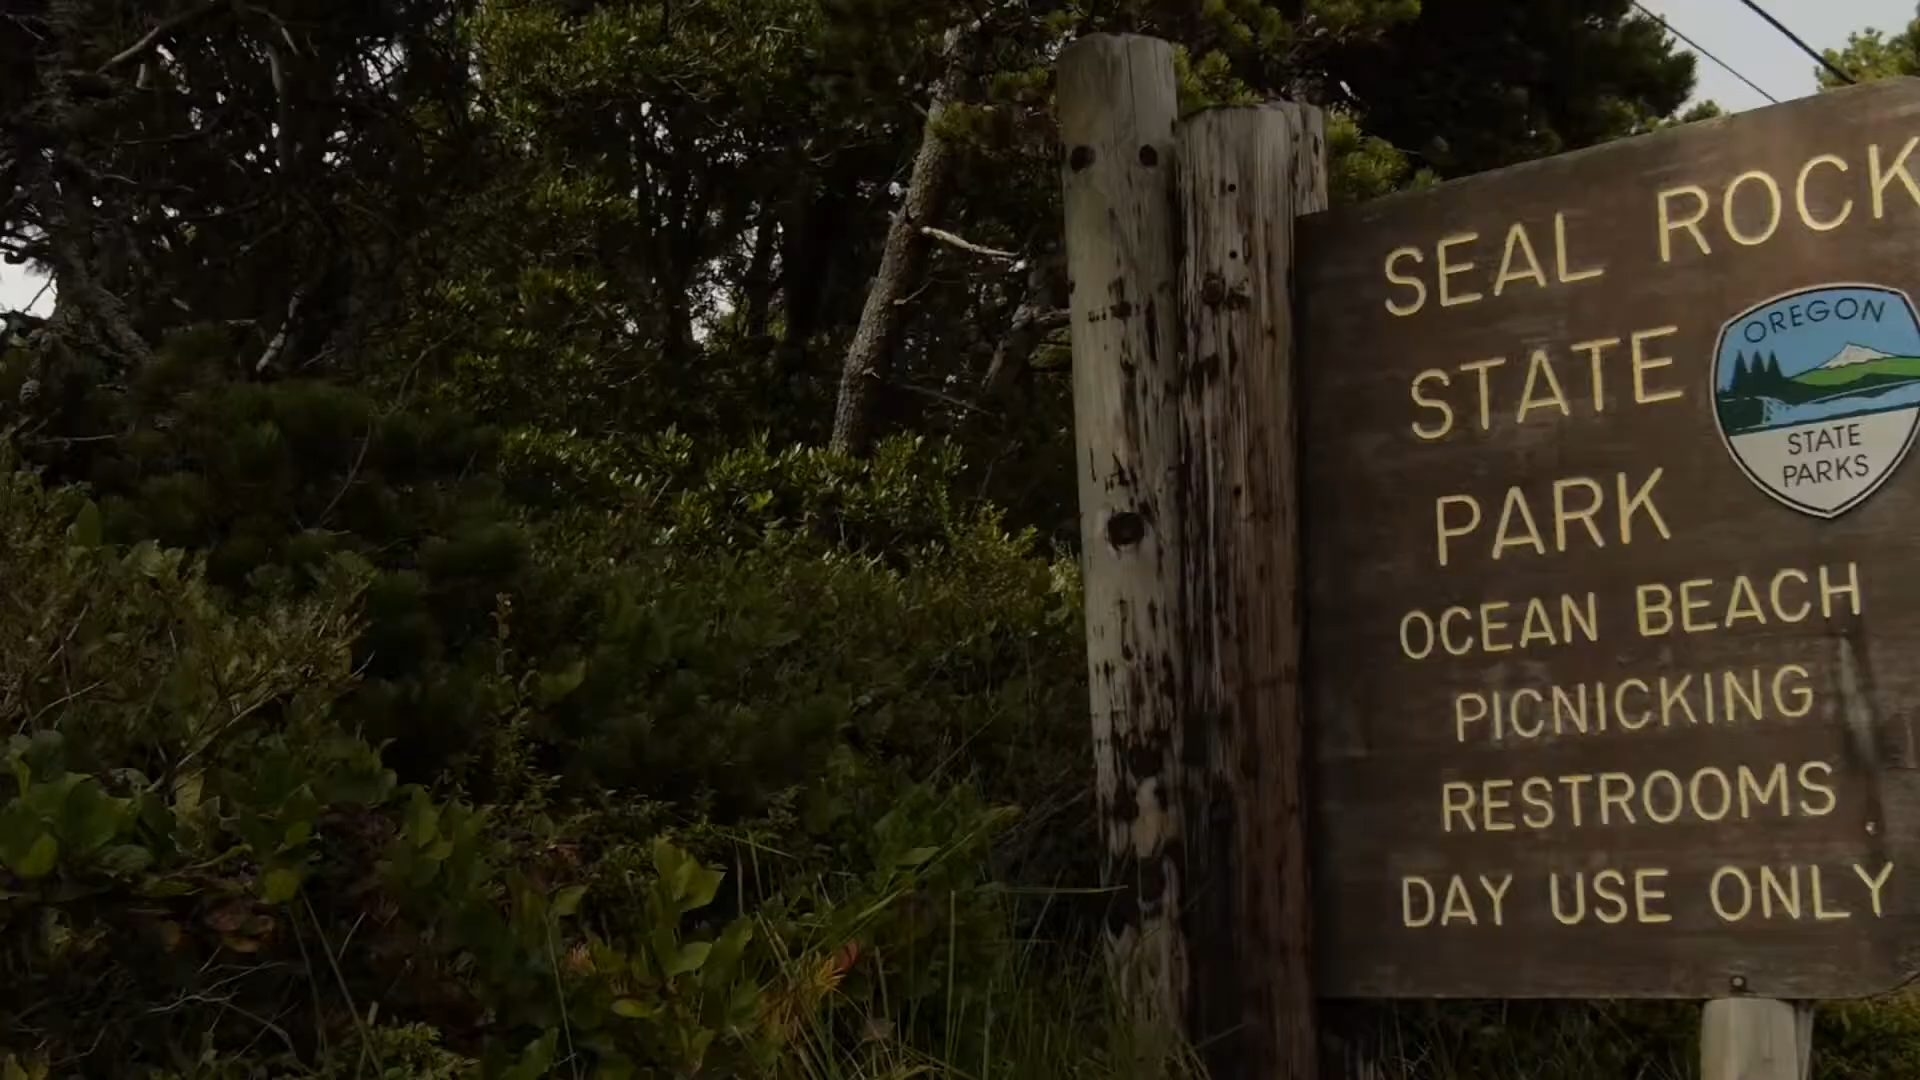 SEAL ROCK
STATE
PARK
OREGON
STATE
PARKS
OCEAN BEACH
PICNICKING
RESTROOMS
DAY USE ONLY